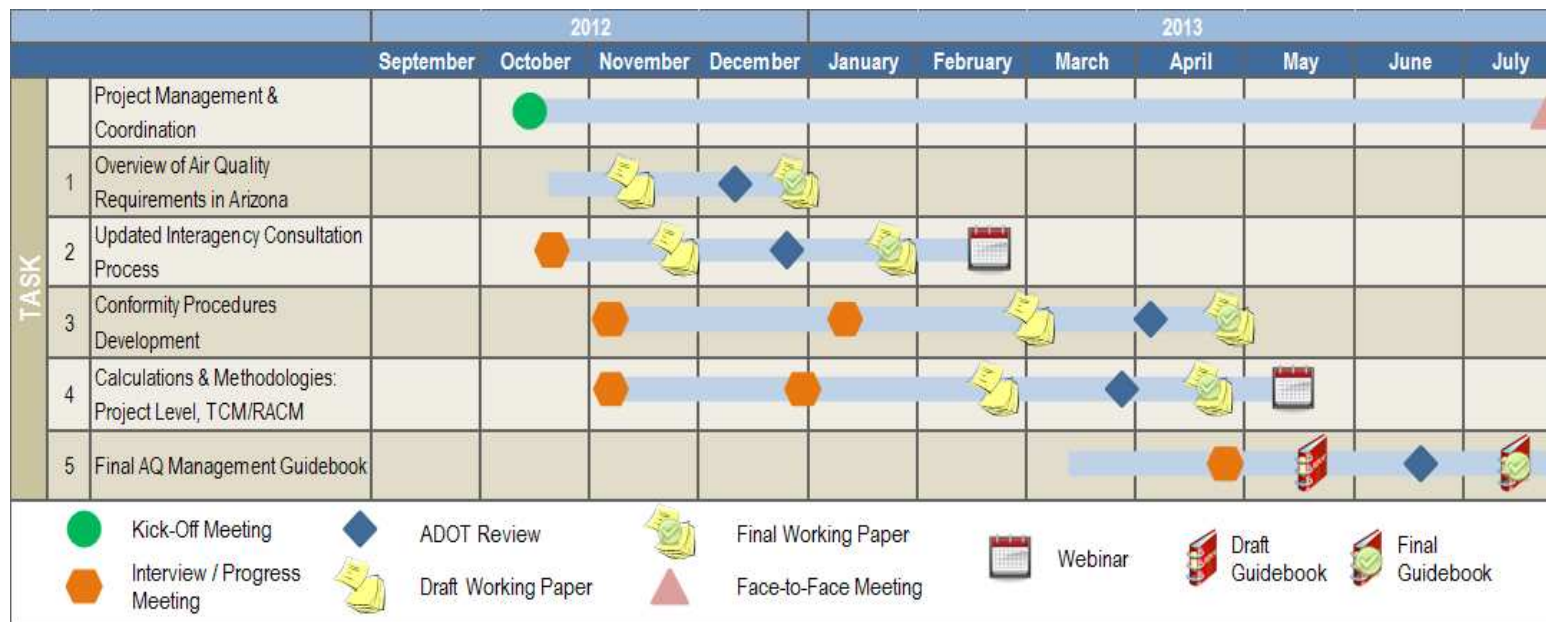 2012 2013
September October November December January February March April May June July
TASK
Project Management &
Coordination
1 Overview of Air Quality
Requirements in Arizona
2 Updated Interagency Consultation
Process
3 Conformity Procedures
Development
4 Calculations & Methodologies:
Project Level, TCM/RACM
5 Final AQ Management Guidebook
Kick-Off Meeting
ADOT Review
Final Working Paper
Webinar
Draft
Guidebook
Final
Guidebook
Interview / Progress
Meeting
Draft Working Paper
Face-to-Face Meeting